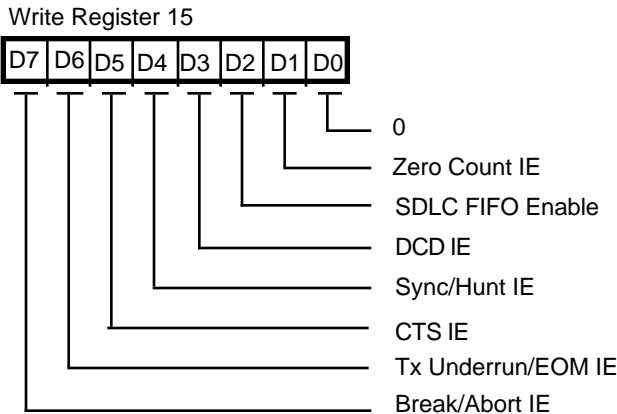 Write Register 15
D7 D6 D5 D4 D3 D2 D1 D0
0
Zero Count IE
SDLC FIFO Enable
DCD IE
Sync/Hunt IE
CTS IE
Tx Underrun/EOM IE
Break/Abort IE